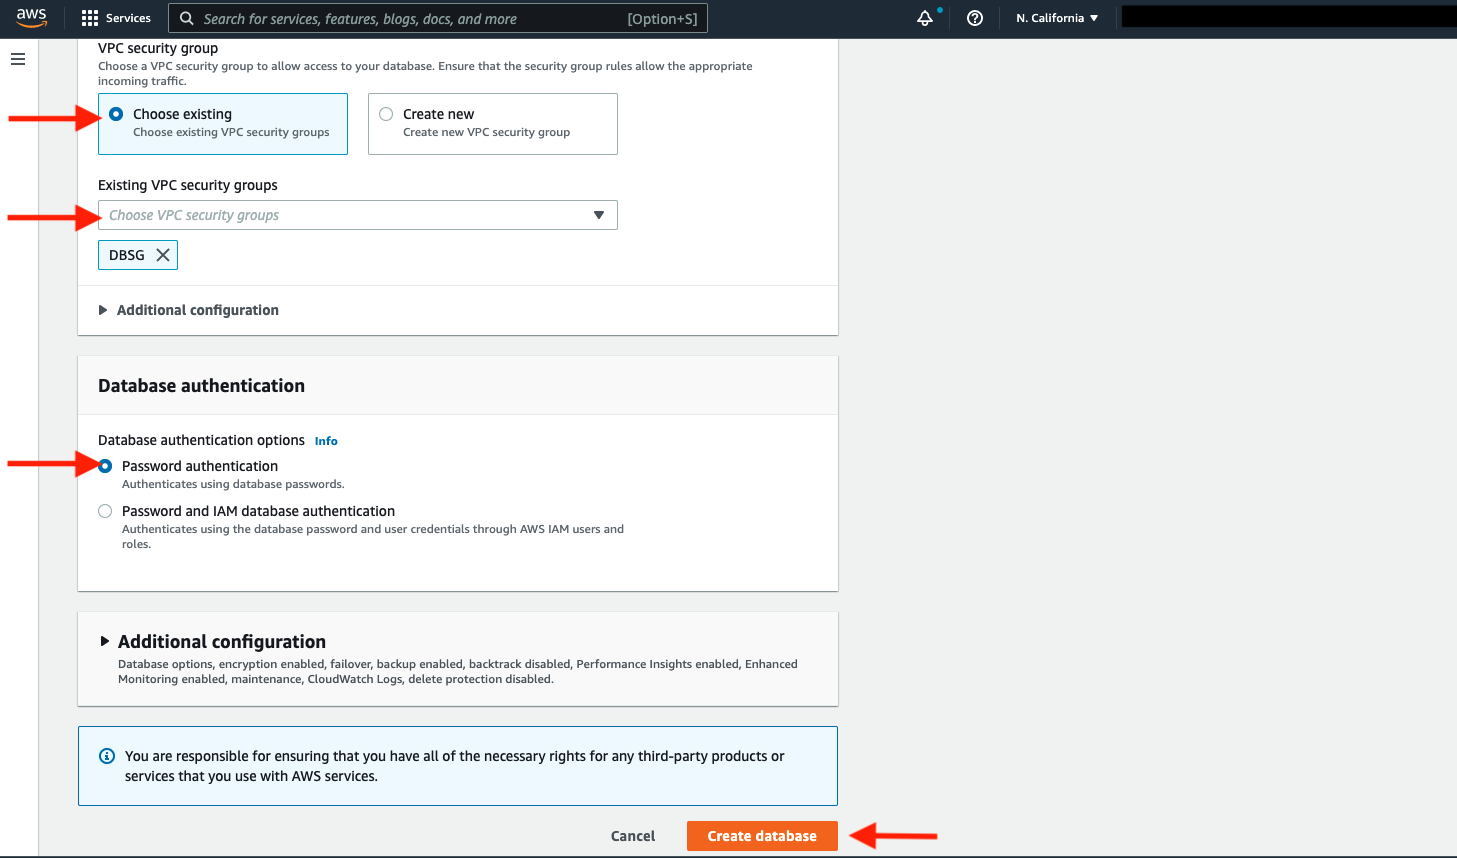 aws
Services
Search for services, features, blogs, docs, and more
[Option+S]
N. California
VPC security group
Choose a VPC security group to allow access to your database. Ensure that the security group rules allow the appropriate
incoming traffic.
Choose existing
Choose existing VPC security groups
Create new
Create new VPC security group
Existing VPC security groups
Choose VPC security groups
DBSG
Additional configuration
Database authentication
Database authentication options Info
Password authentication
Authenticates using database passwords.
Password and IAM database authentication
Authenticates using the database password and user credentials through AWS IAM users and
roles.
Additional configuration
Database options, encryption enabled, failover, backup enabled, backtrack disabled, Performance Insights enabled, Enhanced
Monitoring enabled, maintenance, CloudWatch Logs, delete protection disabled.
You are responsible for ensuring that you have all of the necessary rights for any third-party products or
services that you use with AWS services.
Cancel
Create database